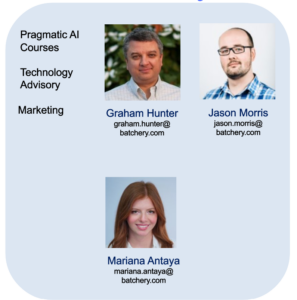 Pragmatic AI
Courses
Technology
Advisory
Marketing
Graham Hunter
graham.hunter@
batchery.com
Jason Morris
jason.morris@
batchery.com
Mariana Antaya
mariana.antaya@
batchery.com